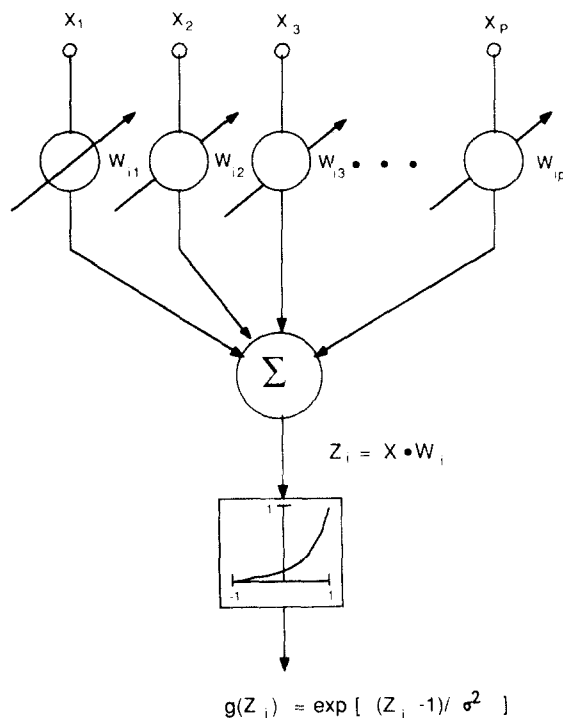 X₁ X₂ X₃ Xₚ
Wᵢ₁ Wᵢ₂ Wᵢ₃ • • • Wᵢₚ
Σ
Zᵢ = X • Wᵢ
1
-1 1
g(Zᵢ) = exp [ (Zᵢ -1)/ σ² ]